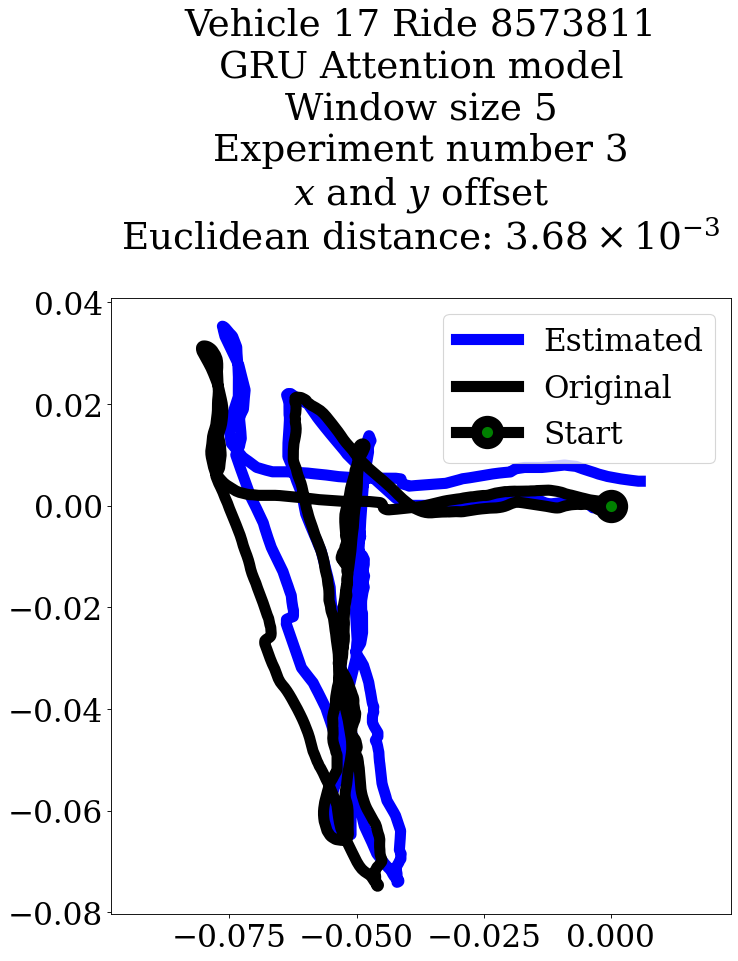 Vehicle 17 Ride 8573811
GRU Attention model
Window size 5
Experiment number 3
x and y offset
Euclidean distance: 3.68 × 10⁻³
Estimated
Original
Start
0.04
0.02
0.00
−0.02
−0.04
−0.06
−0.08
−0.075 −0.050 −0.025 0.000